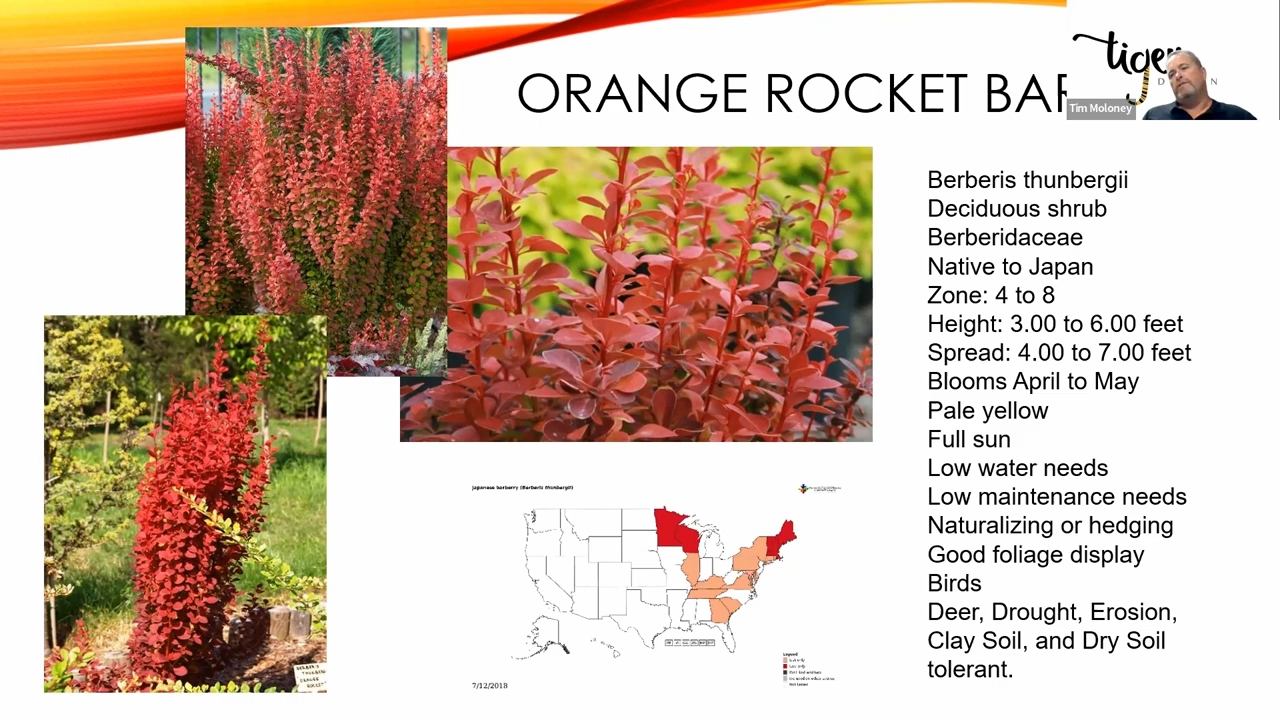 ORANGE ROCKET BAR
tiger
Tim Moloney
Berberis thunbergii
Deciduous shrub
Berberidaceae
Native to Japan
Zone: 4 to 8
Height: 3.00 to 6.00 feet
Spread: 4.00 to 7.00 feet
Blooms April to May
Pale yellow
Full sun
Low water needs
Low maintenance needs
Naturalizing or hedging
Good foliage display
Birds
Deer, Drought, Erosion,
Clay Soil, and Dry Soil
tolerant.
Japanese barberry (Berberis thunbergii)
Legend
7/12/2018